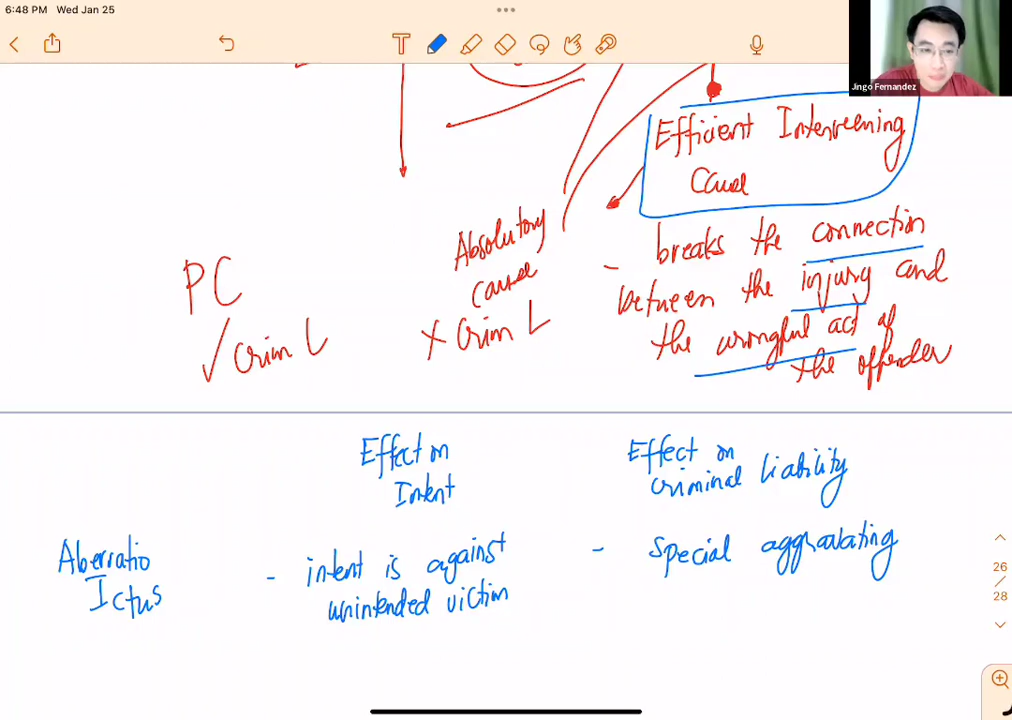 6:48 PM Wed Jan 25
Jingo Fernandez
Efficient Interveening
Cause
Absolutory
cause
X Crim L
PC
✓ Crim L
- breaks the connection
between the injury and
the wrongful act of
the offender
Effect on
Intent
Effect on
criminal liability
Aberratio
Ictus
- intent is against
unintended victim
- special aggravating
26
/
28